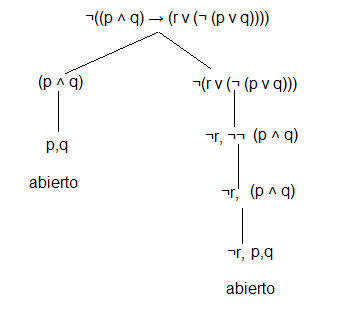 ¬((p ∧ q) → (r v (¬ (p v q))))
(p ∧ q)
¬(r v (¬ (p v q)))
p,q
¬r, ¬¬ (p ∧ q)
abierto
¬r, (p ∧ q)
¬r, p,q
abierto